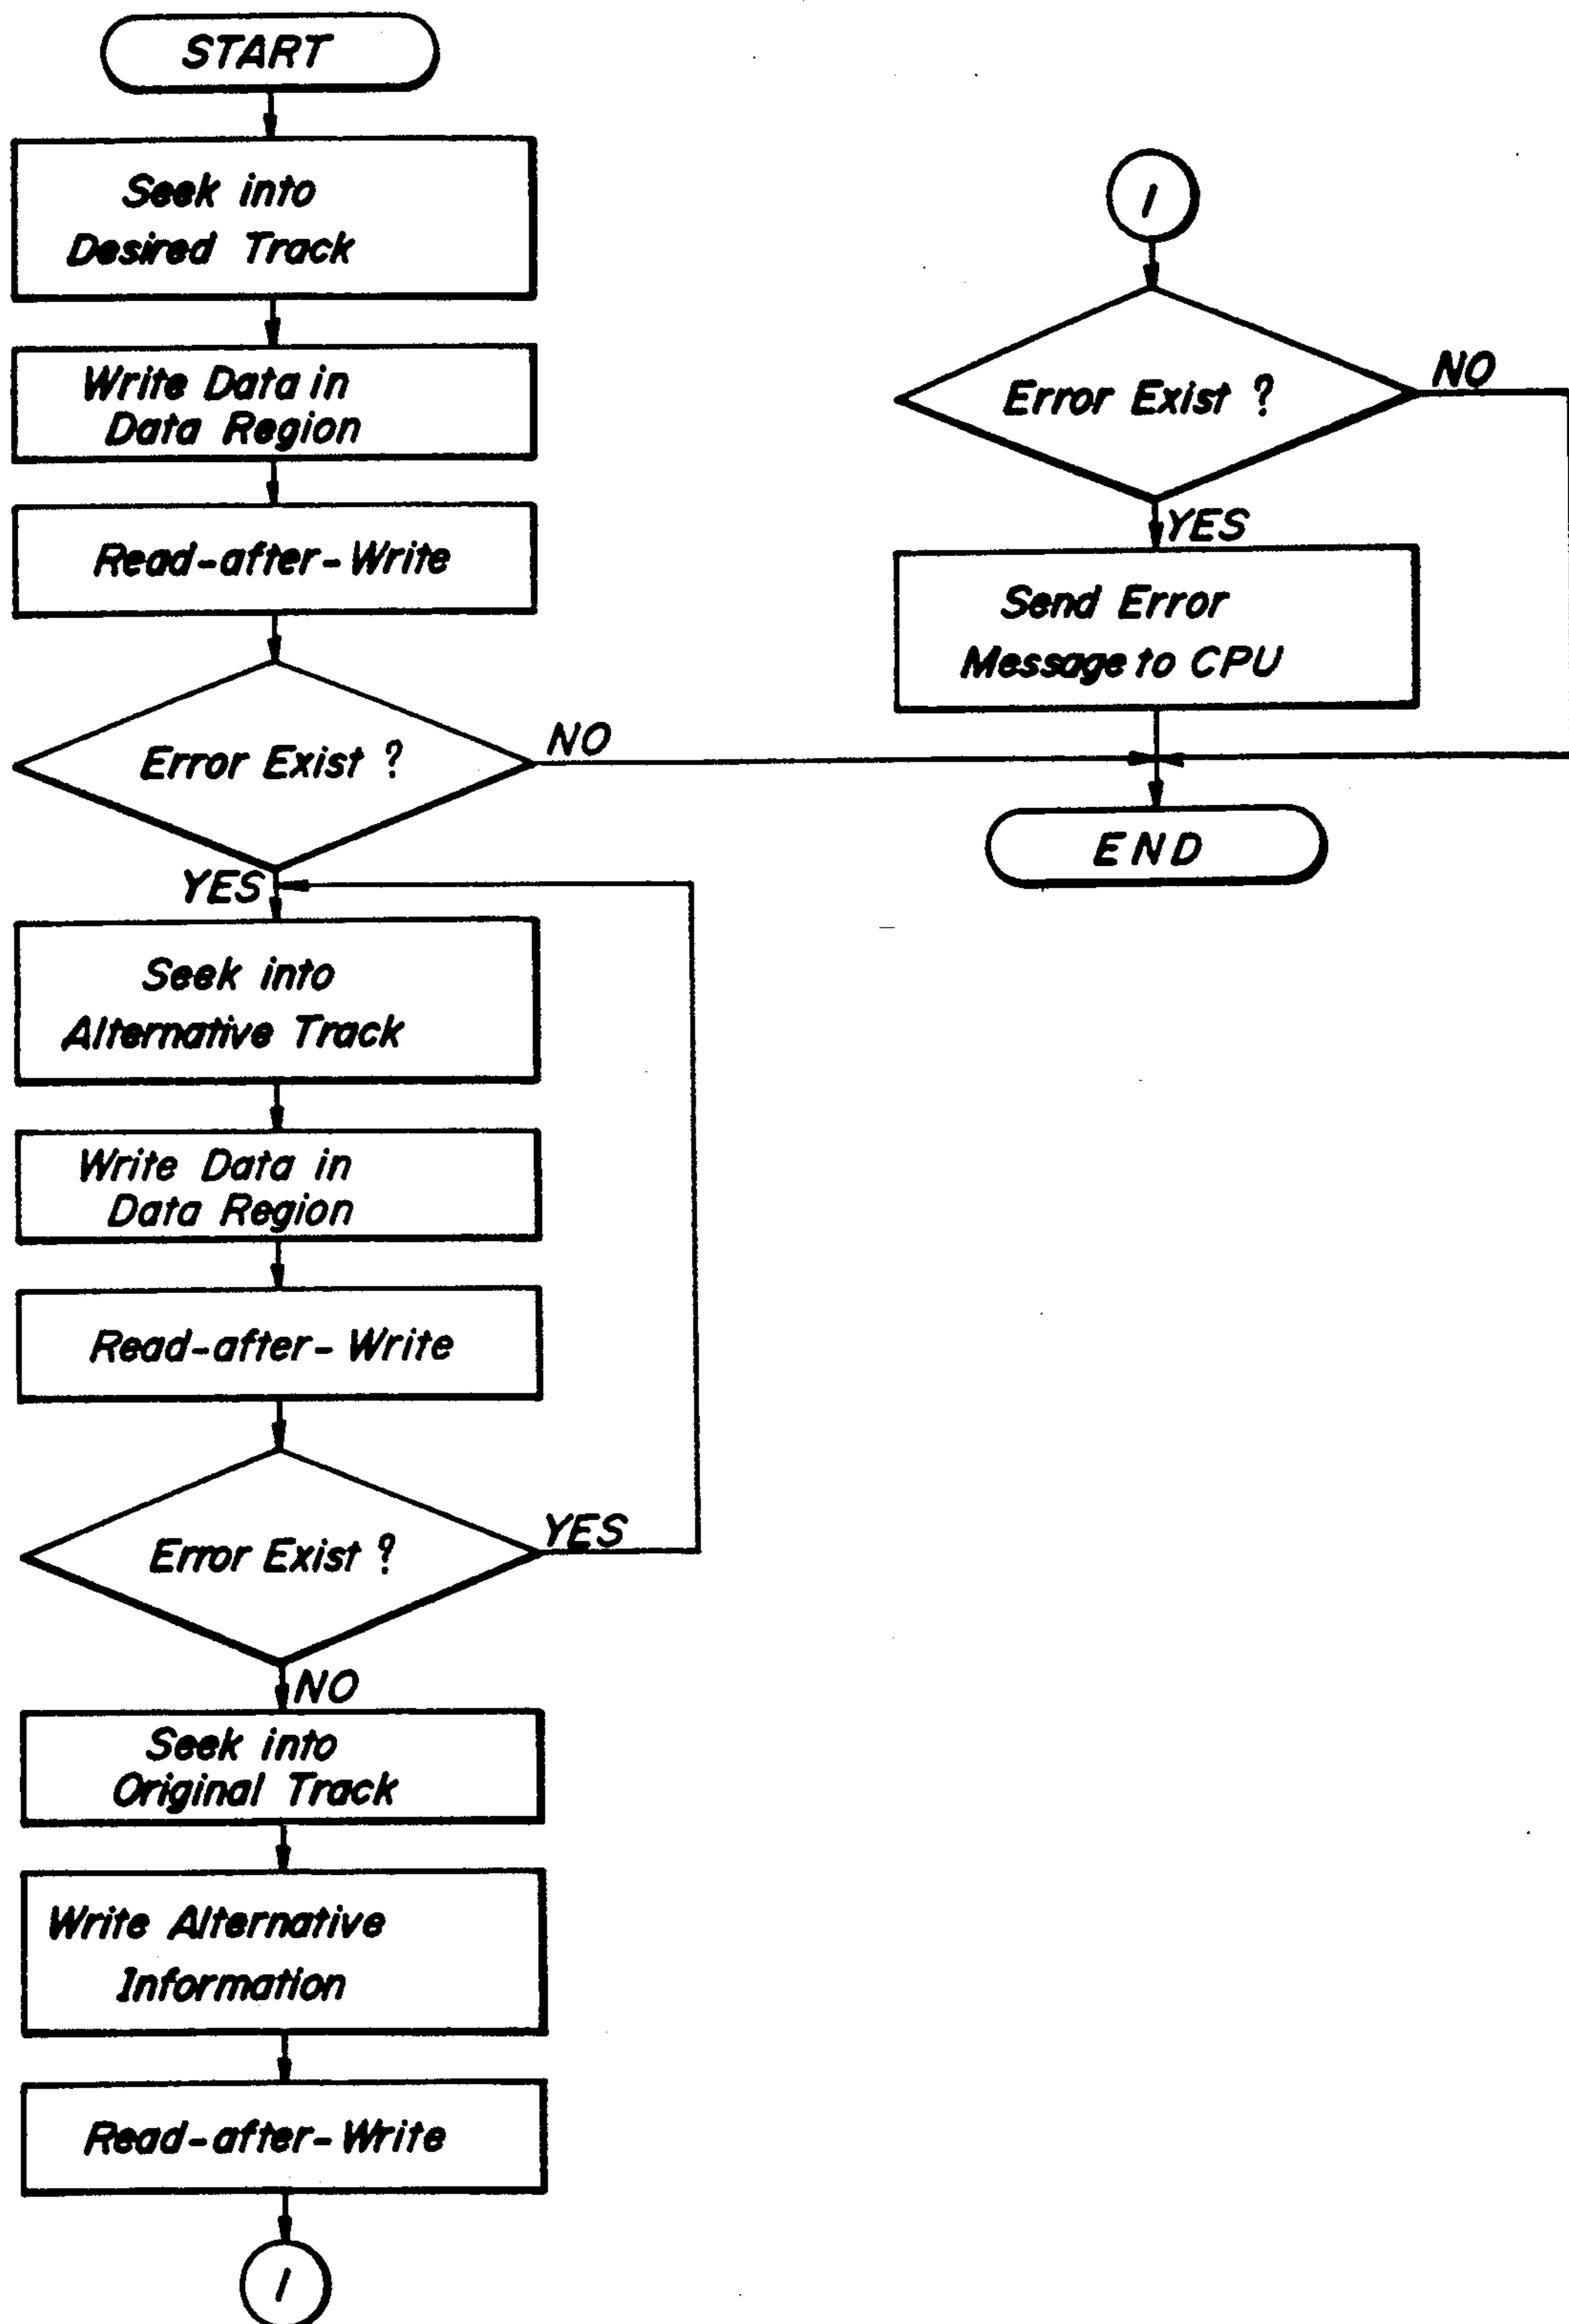 START
Seek into
Desired Track
Write Data in
Data Region
Read-after-Write
Error Exist ?
NO
YES
Seek into
Alternative Track
Write Data in
Data Region
Read-after-Write
Error Exist ?
YES
NO
Seek into
Original Track
Write Alternative
Information
Read-after-Write
1
1
Error Exist ?
NO
YES
Send Error
Message to CPU
END